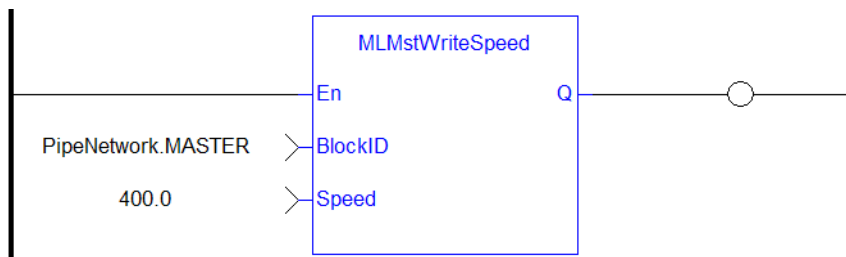 MLMstWriteSpeed
En Q
PipeNetwork.MASTER BlockID
400.0 Speed